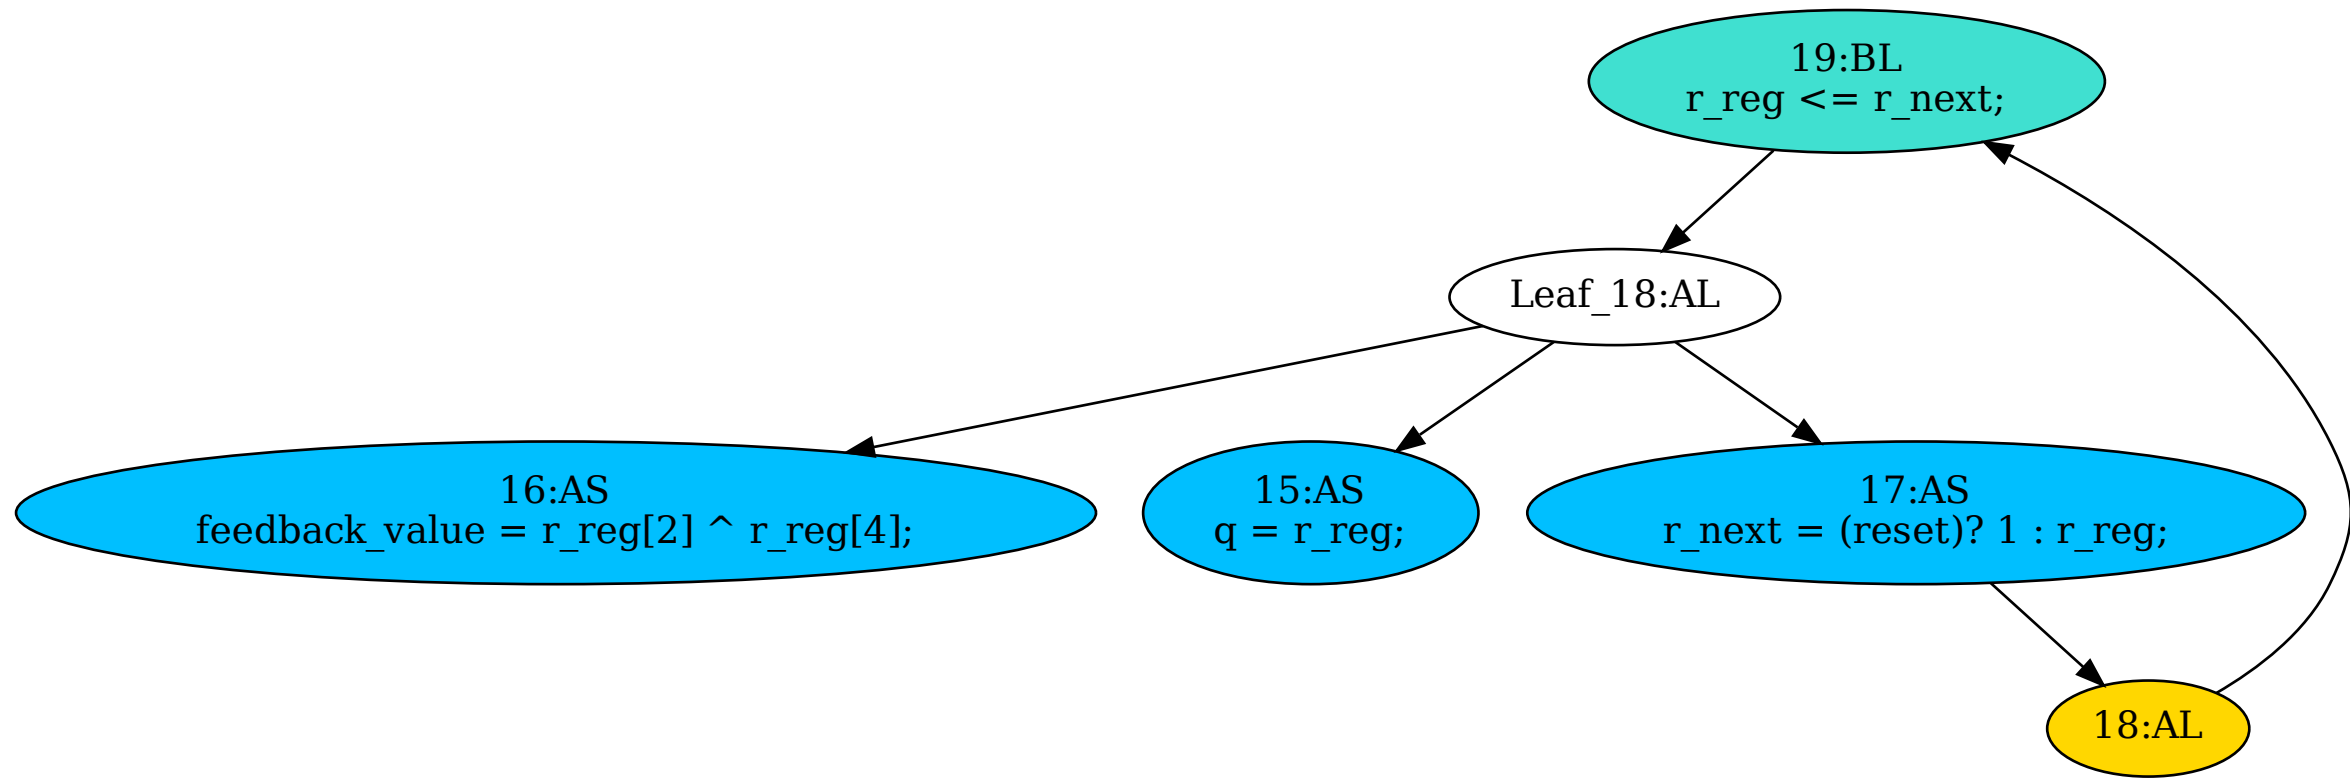 19:BL
r_reg <= r_next;
Leaf_18:AL
16:AS
feedback_value = r_reg[2] ^ r_reg[4];
15:AS
q = r_reg;
17:AS
r_next = (reset)? 1 : r_reg;
18:AL